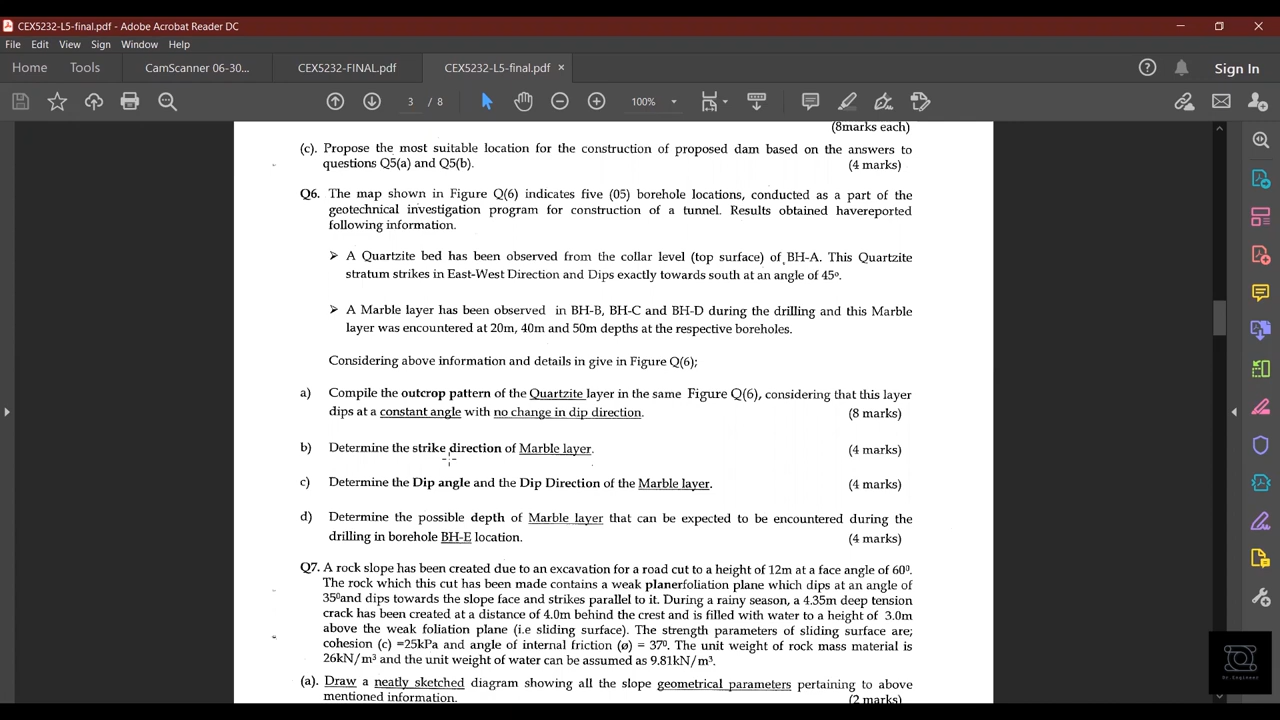 CEX5232-L5-final.pdf - Adobe Acrobat Reader DC
File Edit View Sign Window Help
Home Tools CamScanner 06-30... CEX5232-FINAL.pdf CEX5232-L5-final.pdf × Sign In
3 / 8 100%
(8marks each)
(c). Propose the most suitable location for the construction of proposed dam based on the answers to
questions Q5(a) and Q5(b). (4 marks)
Q6. The map shown in Figure Q(6) indicates five (05) borehole locations, conducted as a part of the
geotechnical investigation program for construction of a tunnel. Results obtained havereported
following information.
➢ A Quartzite bed has been observed from the collar level (top surface) of BH-A. This Quartzite
stratum strikes in East-West Direction and Dips exactly towards south at an angle of 45⁰.
➢ A Marble layer has been observed in BH-B, BH-C and BH-D during the drilling and this Marble
layer was encountered at 20m, 40m and 50m depths at the respective boreholes.
Considering above information and details in give in Figure Q(6);
a) Compile the outcrop pattern of the Quartzite layer in the same Figure Q(6), considering that this layer
dips at a constant angle with no change in dip direction. (8 marks)
b) Determine the strike direction of Marble layer. (4 marks)
c) Determine the Dip angle and the Dip Direction of the Marble layer. (4 marks)
d) Determine the possible depth of Marble layer that can be expected to be encountered during the
drilling in borehole BH-E location. (4 marks)
Q7. A rock slope has been created due to an excavation for a road cut to a height of 12m at a face angle of 60⁰.
The rock which this cut has been made contains a weak planerfoliation plane which dips at an angle of
35⁰and dips towards the slope face and strikes parallel to it. During a rainy season, a 4.35m deep tension
crack has been created at a distance of 4.0m behind the crest and is filled with water to a height of 3.0m
above the weak foliation plane (i.e sliding surface). The strength parameters of sliding surface are;
cohesion (c) =25kPa and angle of internal friction (ø) = 37⁰. The unit weight of rock mass material is
26kN/m³ and the unit weight of water can be assumed as 9.81kN/m³.
(a). Draw a neatly sketched diagram showing all the slope geometrical parameters pertaining to above
mentioned information. (2 marks)
Dr.Engineer